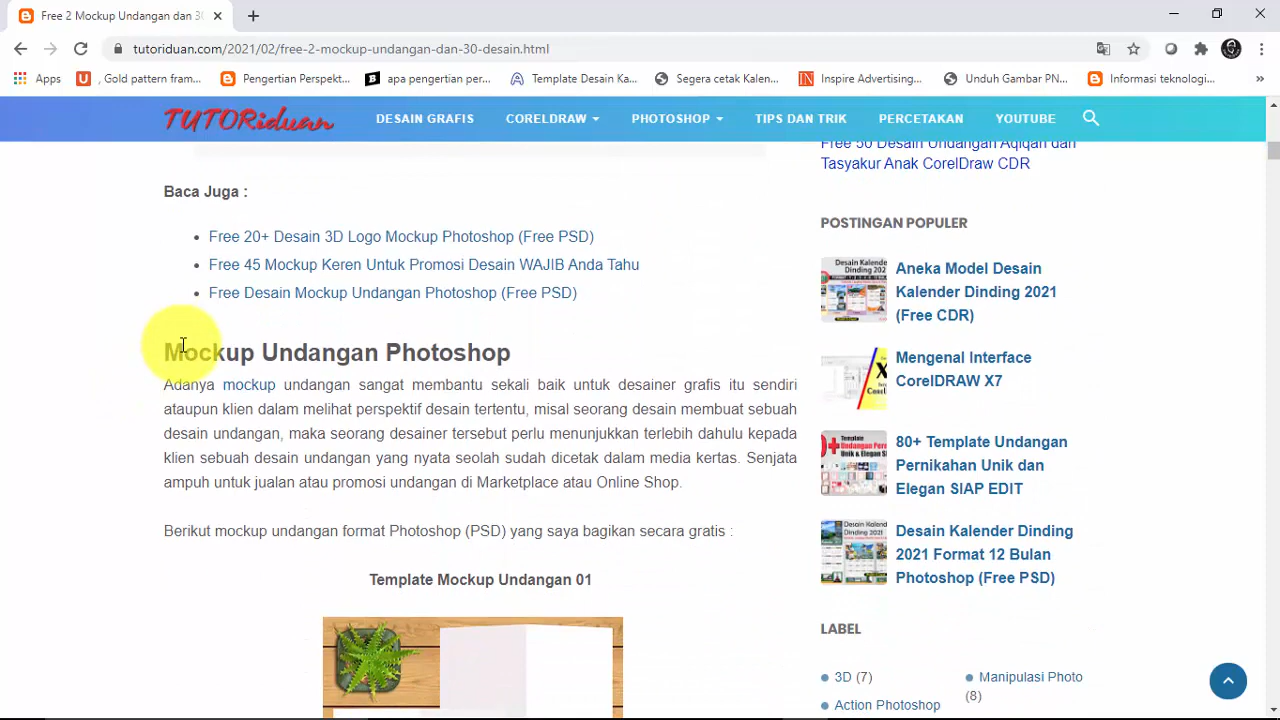 Free 2 Mockup Undangan dan 30
tutoriduan.com/2021/02/free-2-mockup-undangan-dan-30-desain.html
Apps
, Gold pattern fram...
Pengertian Perspekt...
apa pengertian per...
Template Desain Ka...
Segera Cetak Kalen...
Inspire Advertising...
Unduh Gambar PN...
Informasi teknologi...
»
TUTORiduan
DESAIN GRAFIS
CORELDRAW
PHOTOSHOP
TIPS DAN TRIK
PERCETAKAN
YOUTUBE
Baca Juga :
• Free 20+ Desain 3D Logo Mockup Photoshop (Free PSD)
• Free 45 Mockup Keren Untuk Promosi Desain WAJIB Anda Tahu
• Free Desain Mockup Undangan Photoshop (Free PSD)
Mockup Undangan Photoshop
Adanya mockup undangan sangat membantu sekali baik untuk desainer grafis itu sendiri
ataupun klien dalam melihat perspektif desain tertentu, misal seorang desain membuat sebuah
desain undangan, maka seorang desainer tersebut perlu menunjukkan terlebih dahulu kepada
klien sebuah desain undangan yang nyata seolah sudah dicetak dalam media kertas. Senjata
ampuh untuk jualan atau promosi undangan di Marketplace atau Online Shop.
Berikut mockup undangan format Photoshop (PSD) yang saya bagikan secara gratis :
Template Mockup Undangan 01
Free 50 Desain Undangan Aqiqah dan
Tasyakur Anak CorelDraw CDR
POSTINGAN POPULER
Aneka Model Desain
Kalender Dinding 2021
(Free CDR)
Mengenal Interface
CorelDRAW X7
80+ Template Undangan
Pernikahan Unik dan
Elegan SIAP EDIT
Desain Kalender Dinding
2021 Format 12 Bulan
Photoshop (Free PSD)
LABEL
3D (7)
Manipulasi Photo
(8)
Action Photoshop